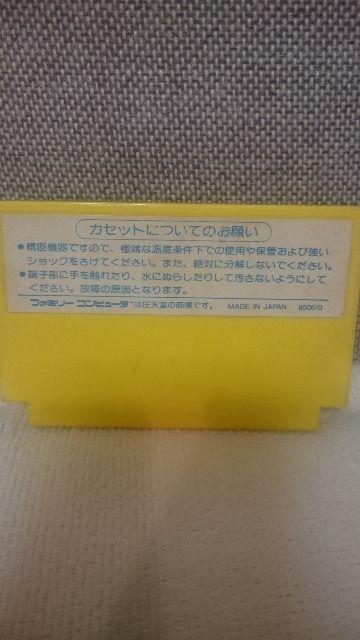 カセットについてのお願い
●精密機器ですので、極端な温度条件下での使用や保管および強い
ショックをさけてください。また、絶対に分解しないでください。
●端子部に手を触れたり、水にぬらしたりして汚さないようにして
ください。故障の原因となります。
ファミリー コンピュータ™は任天堂の商標です。 MADE IN JAPAN 850610